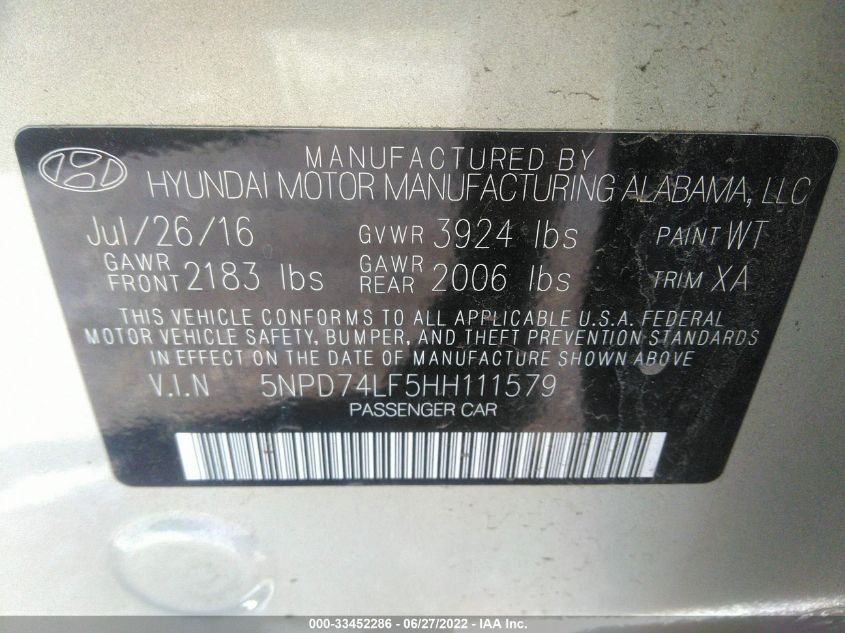 MANUFACTURED BY
HYUNDAI MOTOR MANUFACTURING ALABAMA, LLC
Jul/26/16 GVWR 3924 lbs PAINT WT
GAWR FRONT 2183 lbs GAWR REAR 2006 lbs TRIM XA
THIS VEHICLE CONFORMS TO ALL APPLICABLE U.S.A. FEDERAL
MOTOR VEHICLE SAFETY, BUMPER, AND THEFT PREVENTION STANDARDS
IN EFFECT ON THE DATE OF MANUFACTURE SHOWN ABOVE
V.I.N 5NPD74LF5HH111579
PASSENGER CAR
000-33452286 - 06/27/2022 - IAA Inc.